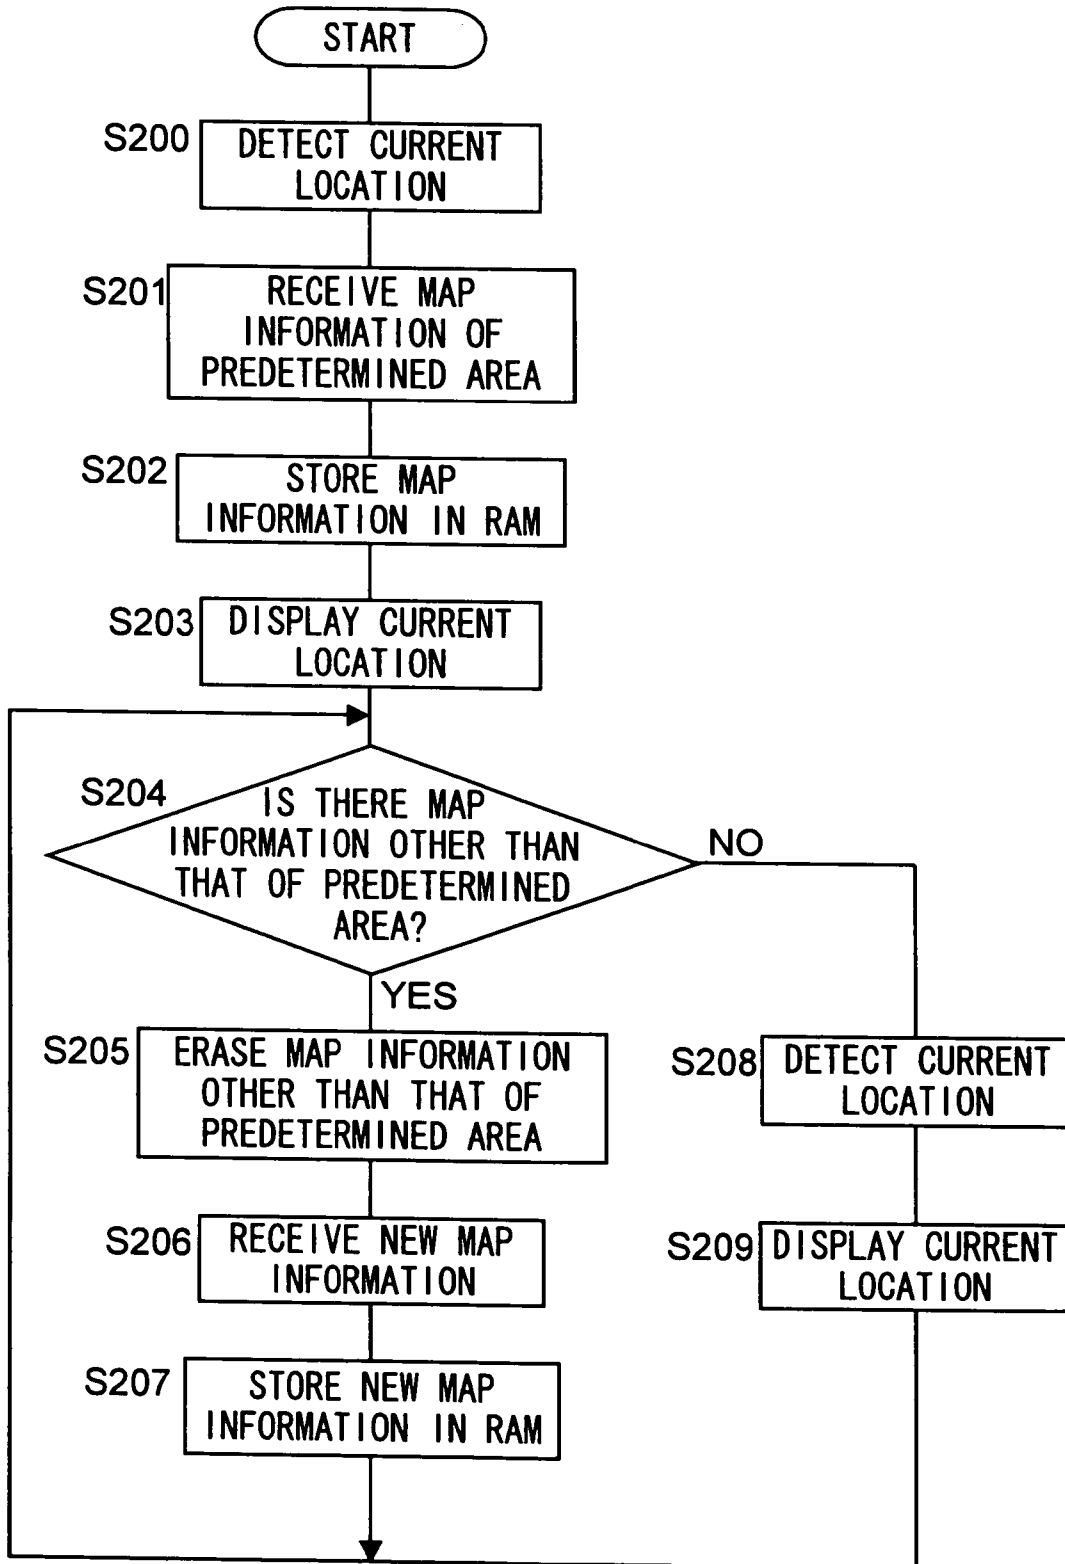 START
S200
DETECT CURRENT
LOCATION
S201
RECEIVE MAP
INFORMATION OF
PREDETERMINED AREA
S202
STORE MAP
INFORMATION IN RAM
S203
DISPLAY CURRENT
LOCATION
S204
IS THERE MAP
INFORMATION OTHER THAN
THAT OF PREDETERMINED
AREA?
NO
YES
S205
ERASE MAP INFORMATION
OTHER THAN THAT OF
PREDETERMINED AREA
S208
DETECT CURRENT
LOCATION
S206
RECEIVE NEW MAP
INFORMATION
S209
DISPLAY CURRENT
LOCATION
S207
STORE NEW MAP
INFORMATION IN RAM